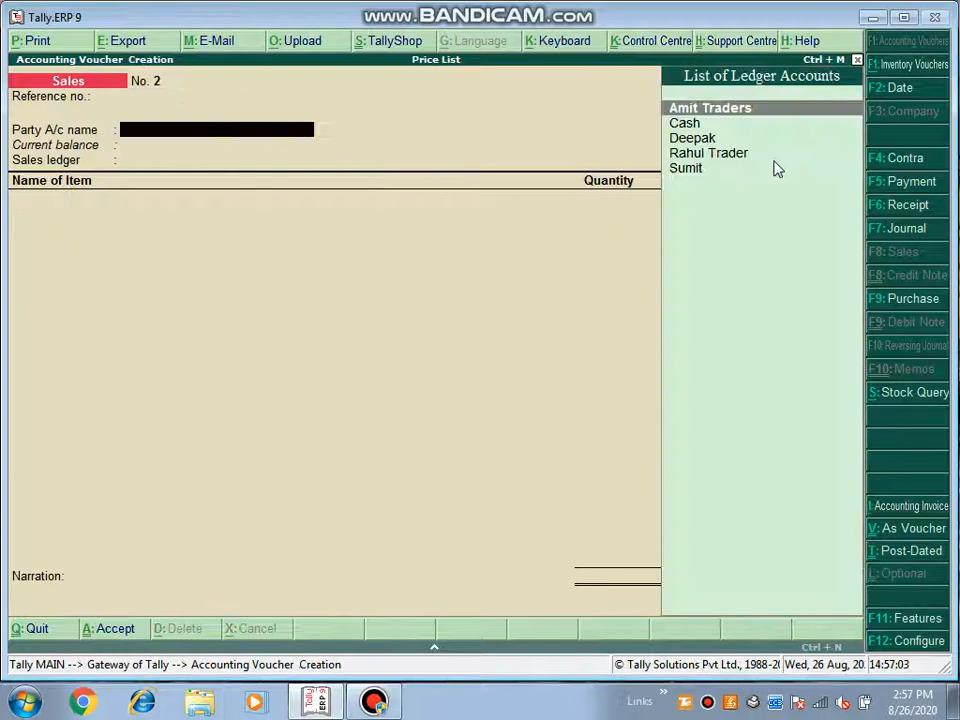 Tally.ERP 9
www.BANDICAM.com
P: Print
E: Export
M: E-Mail
O: Upload
S: TallyShop
G: Language
K: Keyboard
K: Control Centre
H: Support Centre
H: Help
F1: Accounting Vouchers
Accounting Voucher Creation
Price List
Ctrl + M
F1: Inventory Vouchers
Sales
No. 2
List of Ledger Accounts
F2: Date
Reference no.:
Amit Traders
F3: Company
Party A/c name :
Cash
Current balance :
Deepak
Sales ledger :
Rahul Trader
F4: Contra
Sumit
Name of Item
Quantity
F5: Payment
F6: Receipt
F7: Journal
F8: Sales
F8: Credit Note
F9: Purchase
F9: Debit Note
F10: Reversing Journal
F10: Memos
S: Stock Query
I: Accounting Invoice
V: As Voucher
T: Post-Dated
L: Optional
Narration:
F11: Features
Q: Quit
A: Accept
D: Delete
X: Cancel
F12: Configure
Ctrl + N
Tally MAIN --> Gateway of Tally --> Accounting Voucher Creation
© Tally Solutions Pvt Ltd., 1988-20
Wed, 26 Aug, 20
14:57:03
Links
2:57 PM
8/26/2020